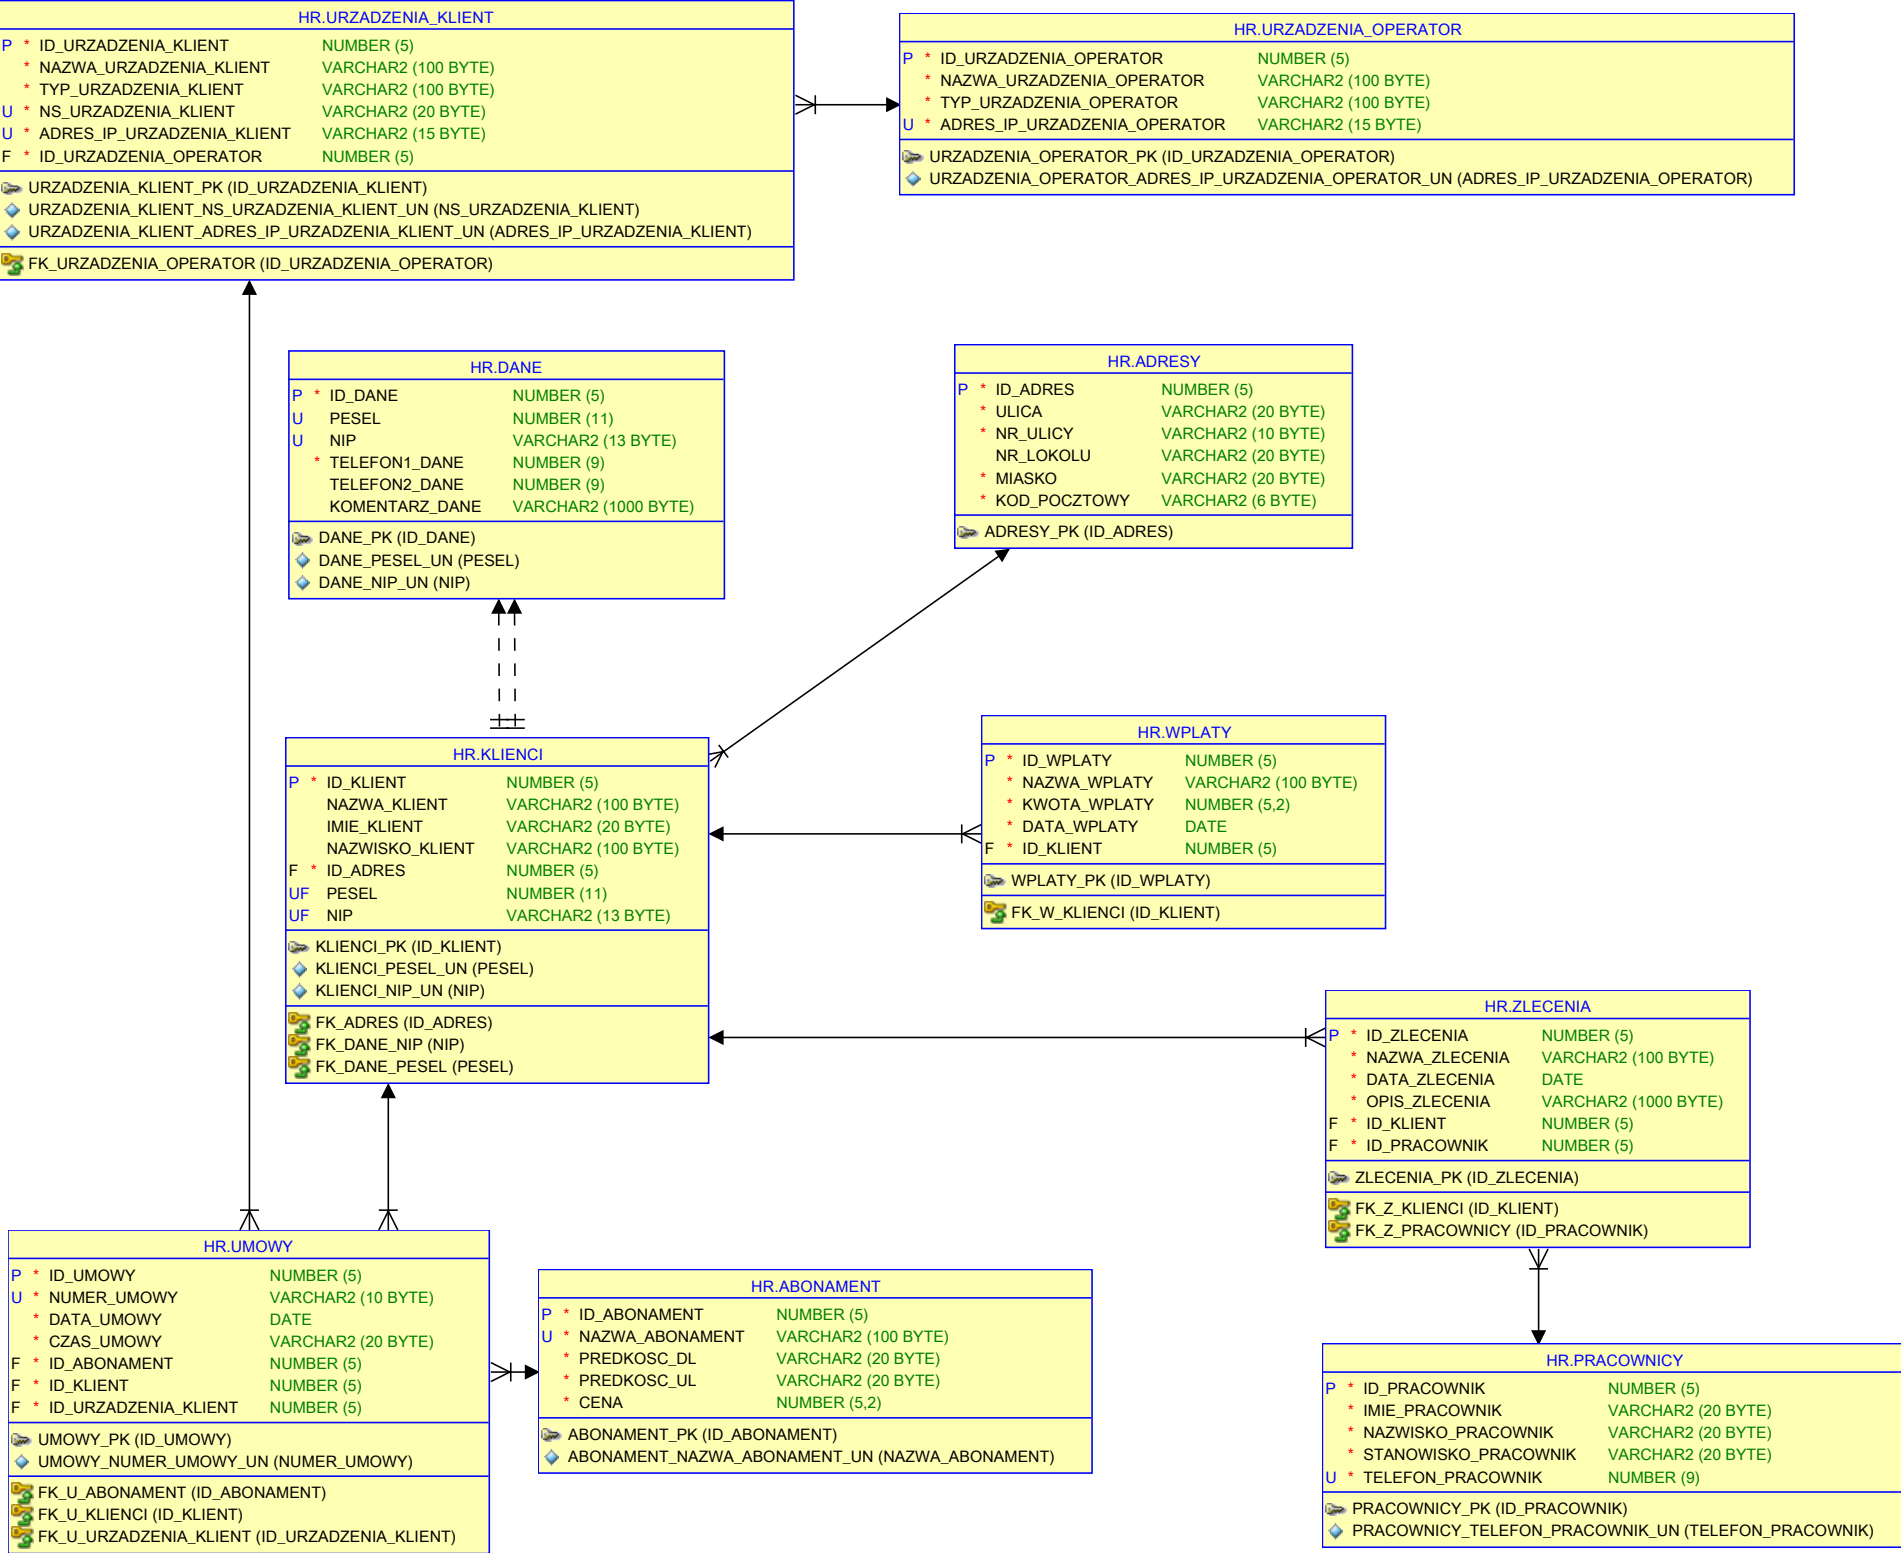 HR.URZADZENIA_KLIENT
P * ID_URZADZENIA_KLIENT NUMBER (5)
* NAZWA_URZADZENIA_KLIENT VARCHAR2 (100 BYTE)
* TYP_URZADZENIA_KLIENT VARCHAR2 (100 BYTE)
U * NS_URZADZENIA_KLIENT VARCHAR2 (20 BYTE)
U * ADRES_IP_URZADZENIA_KLIENT VARCHAR2 (15 BYTE)
F * ID_URZADZENIA_OPERATOR NUMBER (5)
URZADZENIA_KLIENT_PK (ID_URZADZENIA_KLIENT)
URZADZENIA_KLIENT_NS_URZADZENIA_KLIENT_UN (NS_URZADZENIA_KLIENT)
URZADZENIA_KLIENT_ADRES_IP_URZADZENIA_KLIENT_UN (ADRES_IP_URZADZENIA_KLIENT)
FK_URZADZENIA_OPERATOR (ID_URZADZENIA_OPERATOR)
HR.URZADZENIA_OPERATOR
P * ID_URZADZENIA_OPERATOR NUMBER (5)
* NAZWA_URZADZENIA_OPERATOR VARCHAR2 (100 BYTE)
* TYP_URZADZENIA_OPERATOR VARCHAR2 (100 BYTE)
U * ADRES_IP_URZADZENIA_OPERATOR VARCHAR2 (15 BYTE)
URZADZENIA_OPERATOR_PK (ID_URZADZENIA_OPERATOR)
URZADZENIA_OPERATOR_ADRES_IP_URZADZENIA_OPERATOR_UN (ADRES_IP_URZADZENIA_OPERATOR)
HR.DANE
P * ID_DANE NUMBER (5)
U PESEL NUMBER (11)
U NIP VARCHAR2 (13 BYTE)
* TELEFON1_DANE NUMBER (9)
TELEFON2_DANE NUMBER (9)
KOMENTARZ_DANE VARCHAR2 (1000 BYTE)
DANE_PK (ID_DANE)
DANE_PESEL_UN (PESEL)
DANE_NIP_UN (NIP)
HR.ADRESY
P * ID_ADRES NUMBER (5)
* ULICA VARCHAR2 (20 BYTE)
* NR_ULICY VARCHAR2 (10 BYTE)
NR_LOKOLU VARCHAR2 (20 BYTE)
* MIASKO VARCHAR2 (20 BYTE)
* KOD_POCZTOWY VARCHAR2 (6 BYTE)
ADRESY_PK (ID_ADRES)
HR.KLIENCI
P * ID_KLIENT NUMBER (5)
NAZWA_KLIENT VARCHAR2 (100 BYTE)
IMIE_KLIENT VARCHAR2 (20 BYTE)
NAZWISKO_KLIENT VARCHAR2 (100 BYTE)
F * ID_ADRES NUMBER (5)
UF PESEL NUMBER (11)
UF NIP VARCHAR2 (13 BYTE)
KLIENCI_PK (ID_KLIENT)
KLIENCI_PESEL_UN (PESEL)
KLIENCI_NIP_UN (NIP)
FK_ADRES (ID_ADRES)
FK_DANE_NIP (NIP)
FK_DANE_PESEL (PESEL)
HR.WPLATY
P * ID_WPLATY NUMBER (5)
* NAZWA_WPLATY VARCHAR2 (100 BYTE)
* KWOTA_WPLATY NUMBER (5,2)
* DATA_WPLATY DATE
F * ID_KLIENT NUMBER (5)
WPLATY_PK (ID_WPLATY)
FK_W_KLIENCI (ID_KLIENT)
HR.ZLECENIA
P * ID_ZLECENIA NUMBER (5)
* NAZWA_ZLECENIA VARCHAR2 (100 BYTE)
* DATA_ZLECENIA DATE
* OPIS_ZLECENIA VARCHAR2 (1000 BYTE)
F * ID_KLIENT NUMBER (5)
F * ID_PRACOWNIK NUMBER (5)
ZLECENIA_PK (ID_ZLECENIA)
FK_Z_KLIENCI (ID_KLIENT)
FK_Z_PRACOWNICY (ID_PRACOWNIK)
HR.UMOWY
P * ID_UMOWY NUMBER (5)
U * NUMER_UMOWY VARCHAR2 (10 BYTE)
* DATA_UMOWY DATE
* CZAS_UMOWY VARCHAR2 (20 BYTE)
F * ID_ABONAMENT NUMBER (5)
F * ID_KLIENT NUMBER (5)
F * ID_URZADZENIA_KLIENT NUMBER (5)
UMOWY_PK (ID_UMOWY)
UMOWY_NUMER_UMOWY_UN (NUMER_UMOWY)
FK_U_ABONAMENT (ID_ABONAMENT)
FK_U_KLIENCI (ID_KLIENT)
FK_U_URZADZENIA_KLIENT (ID_URZADZENIA_KLIENT)
HR.ABONAMENT
P * ID_ABONAMENT NUMBER (5)
U * NAZWA_ABONAMENT VARCHAR2 (100 BYTE)
* PREDKOSC_DL VARCHAR2 (20 BYTE)
* PREDKOSC_UL VARCHAR2 (20 BYTE)
* CENA NUMBER (5,2)
ABONAMENT_PK (ID_ABONAMENT)
ABONAMENT_NAZWA_ABONAMENT_UN (NAZWA_ABONAMENT)
HR.PRACOWNICY
P * ID_PRACOWNIK NUMBER (5)
* IMIE_PRACOWNIK VARCHAR2 (20 BYTE)
* NAZWISKO_PRACOWNIK VARCHAR2 (20 BYTE)
* STANOWISKO_PRACOWNIK VARCHAR2 (20 BYTE)
U * TELEFON_PRACOWNIK NUMBER (9)
PRACOWNICY_PK (ID_PRACOWNIK)
PRACOWNICY_TELEFON_PRACOWNIK_UN (TELEFON_PRACOWNIK)